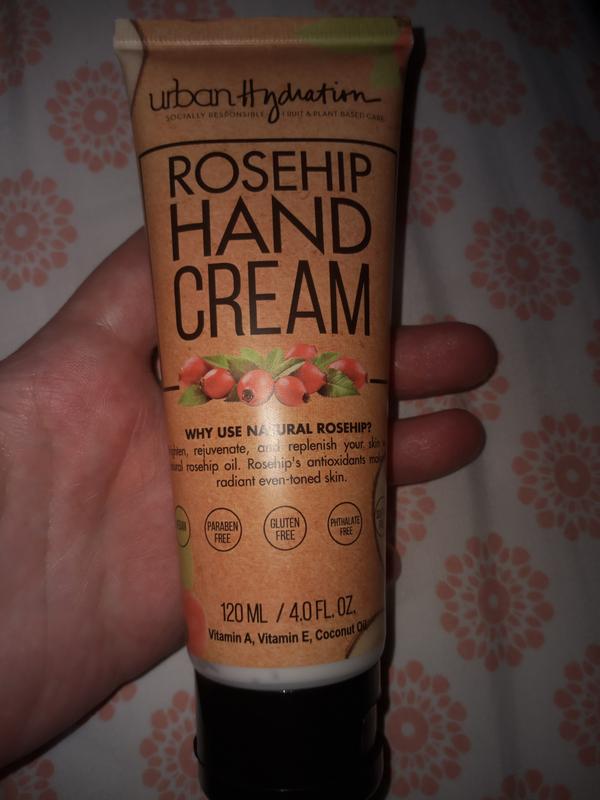 urban Hydration
SOCIALLY RESPONSIBLE FRUIT & PLANT BASED CARE
ROSEHIP
HAND
CREAM
WHY USE NATURAL ROSEHIP?
rejuvenate, and replenish your skin
rosehip oil. Rosehip's antioxidants
radiant even-toned skin.
PARABEN
FREE
GLUTEN
FREE
PHTHALATE
FREE
120 ML / 4.0 FL. OZ.
Vitamin A, Vitamin E, Coconut Oil